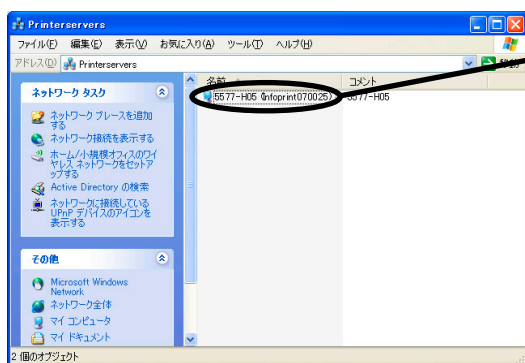 Printerservers
ファイル(F) 編集(E) 表示(V) お気に入り(A) ツール(T) ヘルプ(H)
アドレス(D) Printerservers
名前 コメント
5577-H05 (Infoprint070025) 5577-H05
ネットワーク タスク
ネットワーク プレースを追加
する
ネットワーク接続を表示する
ホーム/小規模オフィスのワイ
ヤレス ネットワークをセットア
ップする
Active Directory の検索
ネットワークに接続している
UPnP デバイスのアイコンを
表示する
その他
Microsoft Windows
Network
ネットワーク全体
マイ コンピュータ
マイ ドキュメント
2 個のオブジェクト